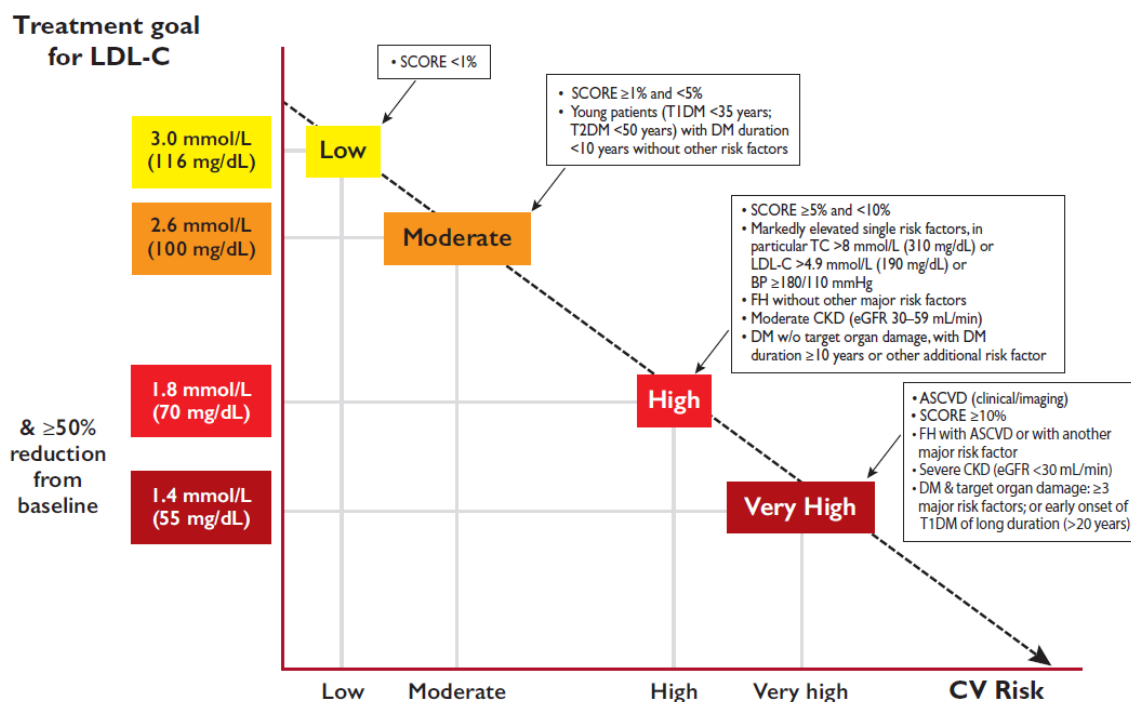 Treatment goal
for LDL-C
• SCORE <1%
• SCORE ≥1% and <5%
• Young patients (T1DM <35 years;
T2DM <50 years) with DM duration
<10 years without other risk factors
3.0 mmol/L
(116 mg/dL)
Low
2.6 mmol/L
(100 mg/dL)
Moderate
• SCORE ≥5% and <10%
• Markedly elevated single risk factors, in
particular TC >8 mmol/L (310 mg/dL) or
LDL-C >4.9 mmol/L (190 mg/dL) or
BP ≥180/110 mmHg
• FH without other major risk factors
• Moderate CKD (eGFR 30–59 mL/min)
• DM w/o target organ damage, with DM
duration ≥10 years or other additional risk factor
1.8 mmol/L
(70 mg/dL)
High
• ASCVD (clinical/imaging)
• SCORE ≥10%
• FH with ASCVD or with another
major risk factor
• Severe CKD (eGFR <30 mL/min)
• DM & target organ damage: ≥3
major risk factors; or early onset of
T1DM of long duration (>20 years)
& ≥50%
reduction
from
baseline
1.4 mmol/L
(55 mg/dL)
Very High
Low Moderate High Very high CV Risk